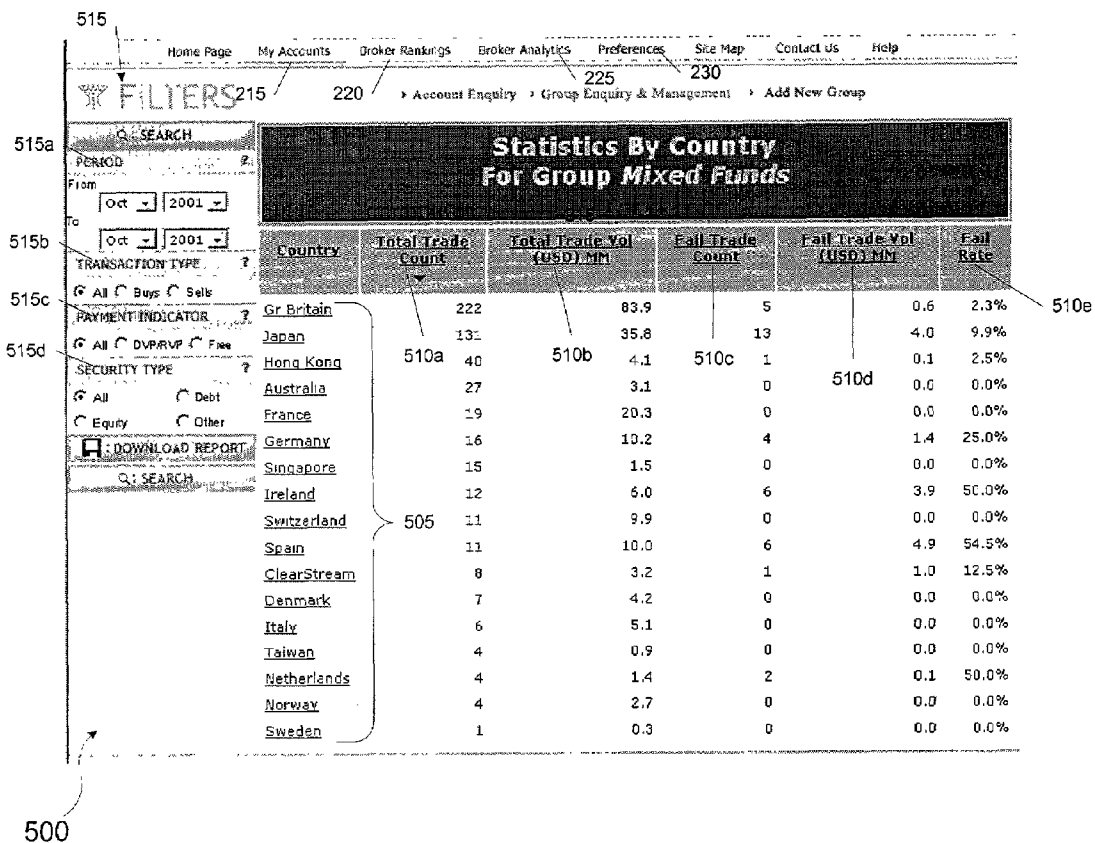 515
Home Page My Accounts Broker Rankings Broker Analytics Preferences Site Map Contact Us Help
FILTERS 215 220 225 230
› Account Enquiry › Group Enquiry & Management › Add New Group
515a
Q: SEARCH
PERIOD ?
From
Oct 2001
To
Oct 2001
515b
TRANSACTION TYPE ?
All Buys Sells
515c
PAYMENT INDICATOR ?
All DVP/RVP Free
515d
SECURITY TYPE ?
All Debt
Equity Other
: DOWNLOAD REPORT
Q: SEARCH
Statistics By Country
For Group Mixed Funds
Country Total Trade Count Total Trade Vol (USD) MM Fail Trade Count Fail Trade Vol (USD) MM Fail Rate
Gr Britain 222 83.9 5 0.6 2.3%
Japan 131 35.8 13 4.0 9.9%
Hong Kong 40 4.1 1 0.1 2.5%
Australia 27 3.1 0 0.0 0.0%
France 19 20.3 0 0.0 0.0%
Germany 16 10.2 4 1.4 25.0%
Singapore 15 1.5 0 0.0 0.0%
Ireland 12 6.0 6 3.9 50.0%
Switzerland 11 9.9 0 0.0 0.0%
Spain 11 10.0 6 4.9 54.5%
ClearStream 8 3.2 1 1.0 12.5%
Denmark 7 4.2 0 0.0 0.0%
Italy 6 5.1 0 0.0 0.0%
Taiwan 4 0.9 0 0.0 0.0%
Netherlands 4 1.4 2 0.1 50.0%
Norway 4 2.7 0 0.0 0.0%
Sweden 1 0.3 0 0.0 0.0%
510a 510b 510c 510d 510e
505
500